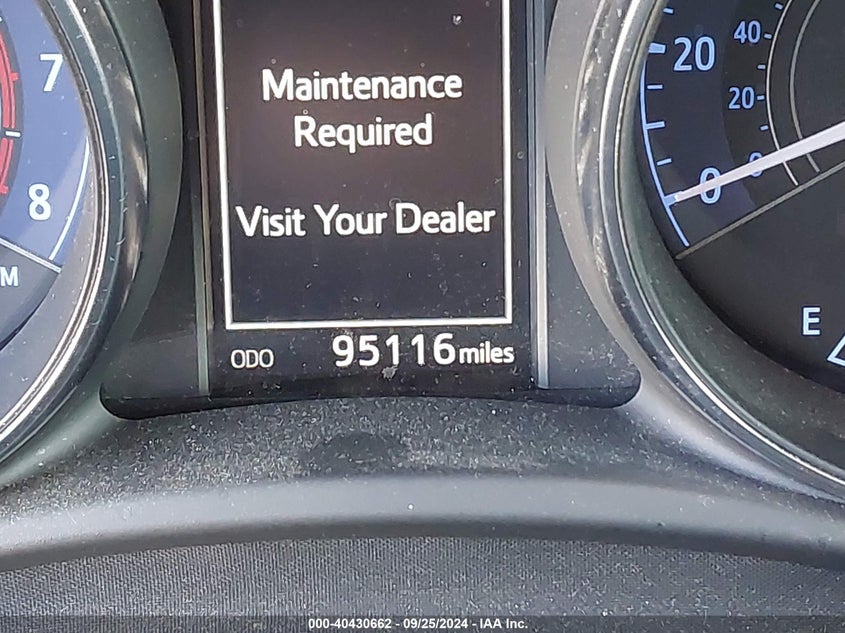 Maintenance
Required
Visit Your Dealer
ODO 95116 miles
7
8
M
20
0
40
20
0
E
000-40430662 - 09/25/2024 - IAA Inc.